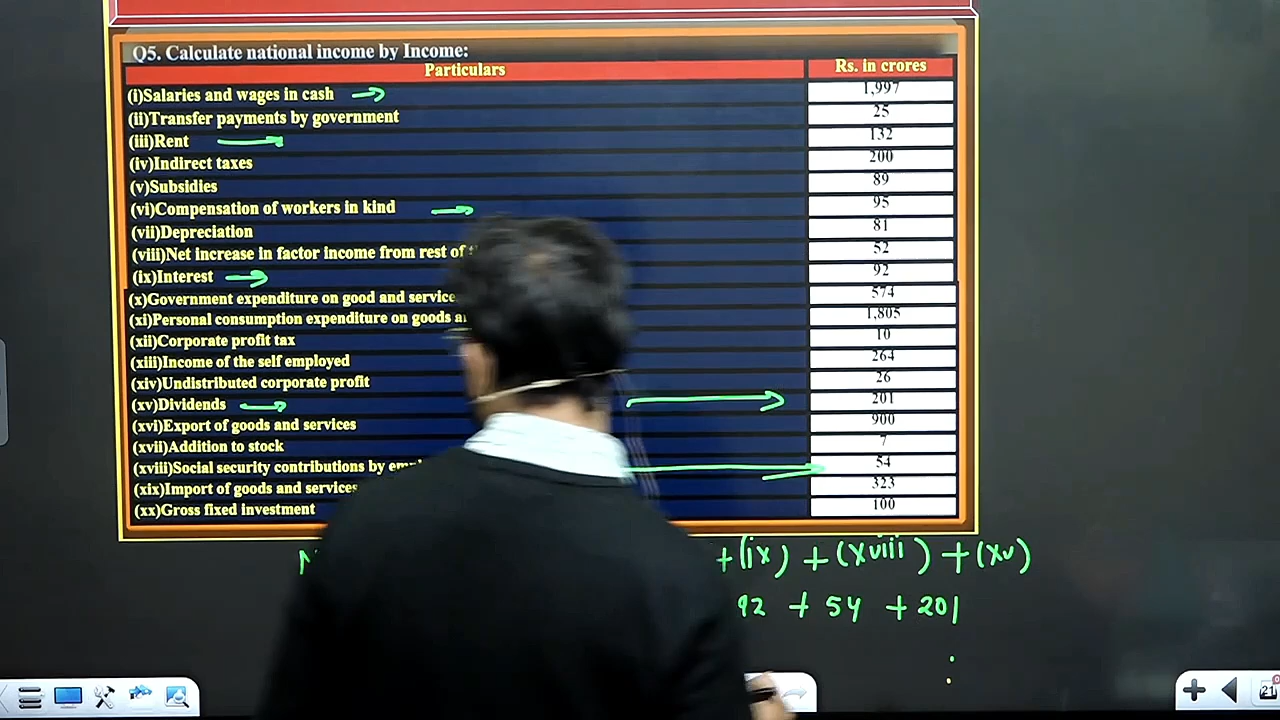 Q5. Calculate national income by Income:
Particulars Rs. in crores
(i)Salaries and wages in cash 1,997
(ii)Transfer payments by government 25
(iii)Rent 132
(iv)Indirect taxes 200
(v)Subsidies 89
(vi)Compensation of workers in kind 95
(vii)Depreciation 81
(viii)Net increase in factor income from rest of 52
(ix)Interest 92
(x)Government expenditure on good and service 574
(xi)Personal consumption expenditure on goods 1,805
(xii)Corporate profit tax 10
(xiii)Income of the self employed 264
(xiv)Undistributed corporate profit 26
(xv)Dividends 201
(xvi)Export of goods and services 900
(xvii)Addition to stock 7
(xviii)Social security contributions by 54
(xix)Import of goods and services 323
(xx)Gross fixed investment 100
+(ix) +(xviii) +(xv)
92 + 54 + 201
21